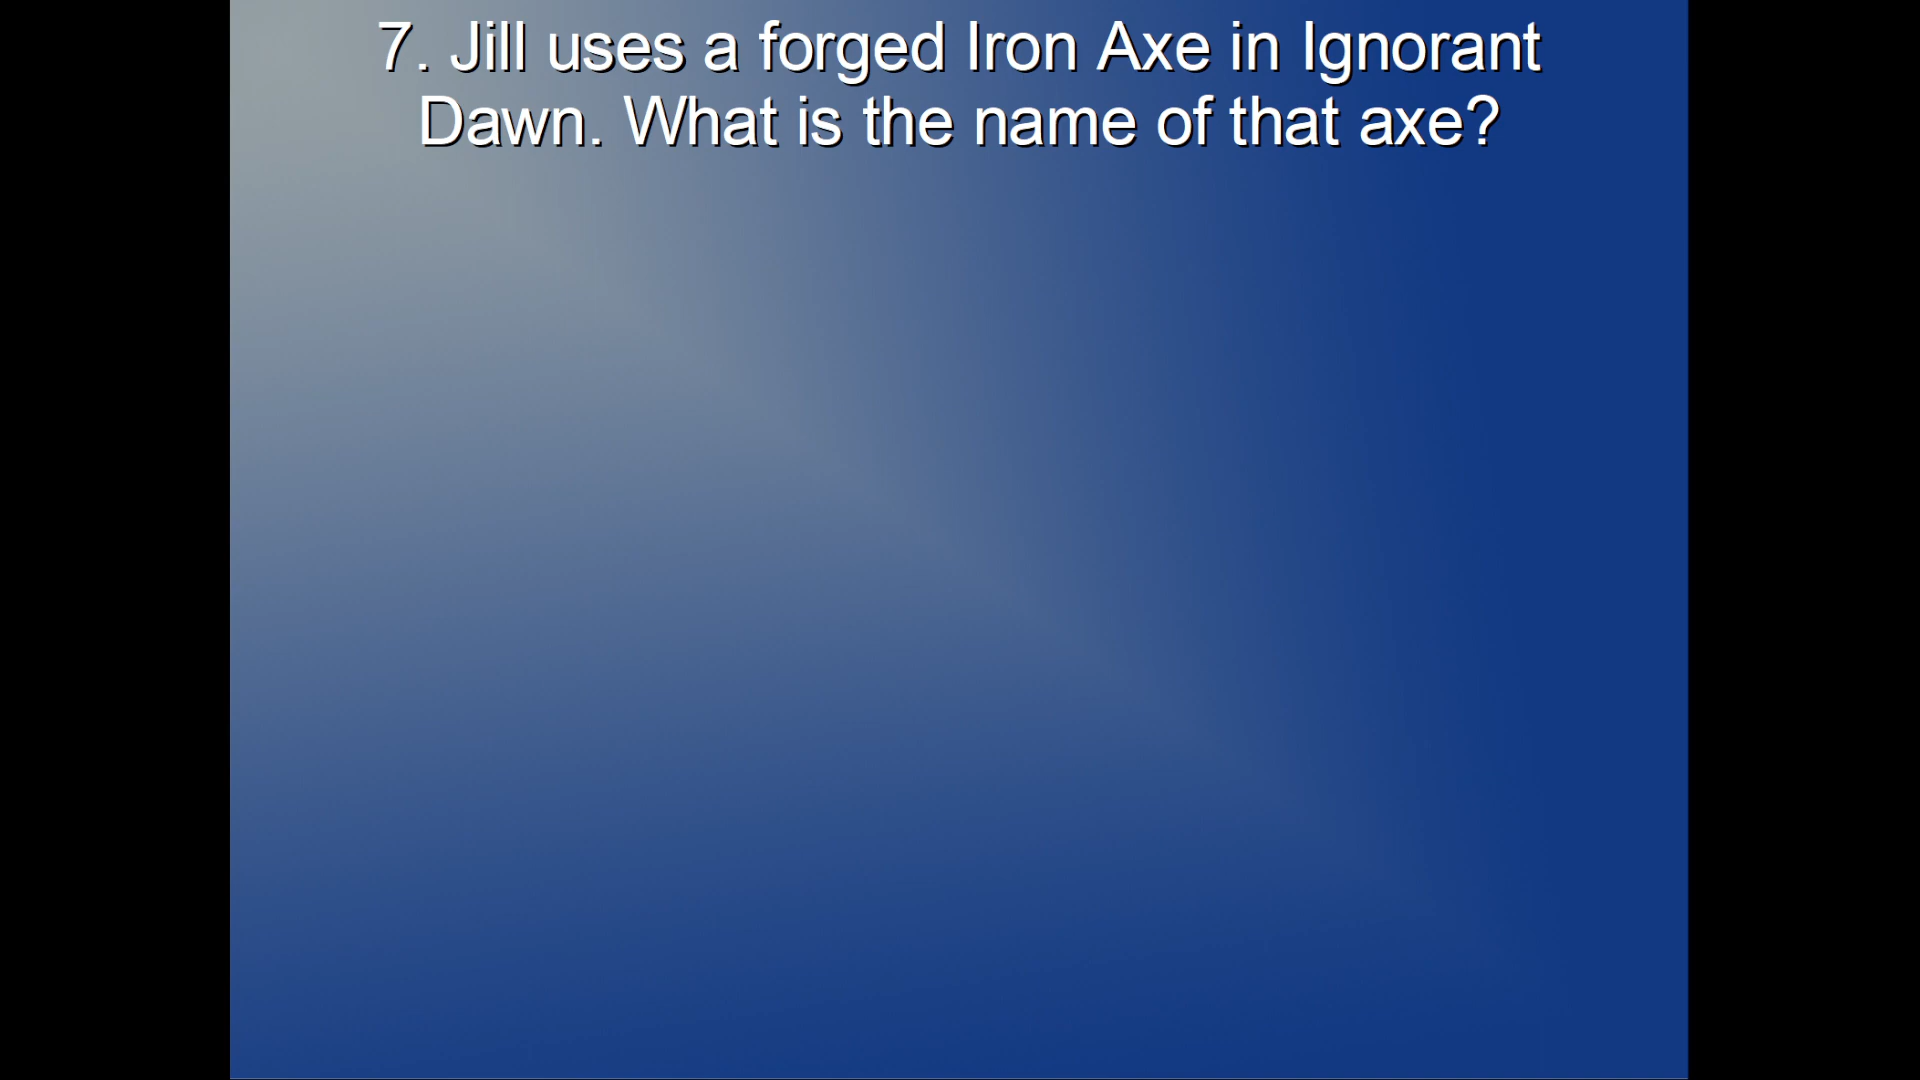 7. Jill uses a forged Iron Axe in Ignorant
Dawn. What is the name of that axe?